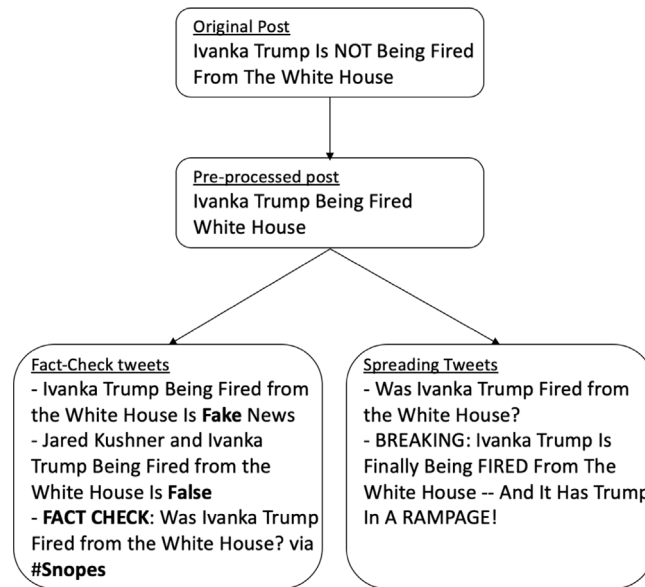 Original Post
Ivanka Trump Is NOT Being Fired
From The White House
Pre-processed post
Ivanka Trump Being Fired
White House
Fact-Check tweets
- Ivanka Trump Being Fired from
the White House Is Fake News
- Jared Kushner and Ivanka
Trump Being Fired from the
White House Is False
- FACT CHECK: Was Ivanka Trump
Fired from the White House? via
#Snopes
Spreading Tweets
- Was Ivanka Trump Fired from
the White House?
- BREAKING: Ivanka Trump Is
Finally Being FIRED From The
White House -- And It Has Trump
In A RAMPAGE!